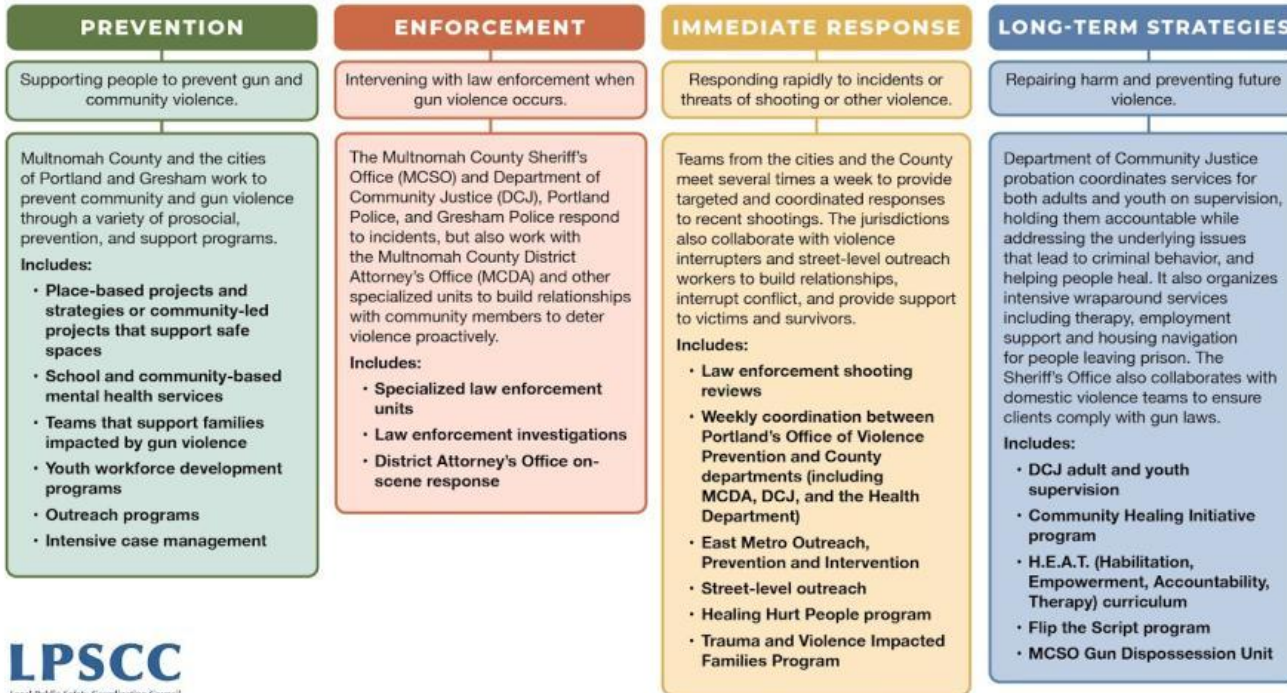 PREVENTION
Supporting people to prevent gun and
community violence.
Multnomah County and the cities
of Portland and Gresham work to
prevent community and gun violence
through a variety of prosocial,
prevention, and support programs.
Includes:
• Place-based projects and
strategies or community-led
projects that support safe
spaces
• School and community-based
mental health services
• Teams that support families
impacted by gun violence
• Youth workforce development
programs
• Outreach programs
• Intensive case management
ENFORCEMENT
Intervening with law enforcement when
gun violence occurs.
The Multnomah County Sheriff's
Office (MCSO) and Department of
Community Justice (DCJ), Portland
Police, and Gresham Police respond
to incidents, but also work with
the Multnomah County District
Attorney's Office (MCDA) and other
specialized units to build relationships
with community members to deter
violence proactively.
Includes:
• Specialized law enforcement
units
• Law enforcement investigations
• District Attorney's Office on-
scene response
IMMEDIATE RESPONSE
Responding rapidly to incidents or
threats of shooting or other violence.
Teams from the cities and the County
meet several times a week to provide
targeted and coordinated responses
to recent shootings. The jurisdictions
also collaborate with violence
interrupters and street-level outreach
workers to build relationships,
interrupt conflict, and provide support
to victims and survivors.
Includes:
• Law enforcement shooting
reviews
• Weekly coordination between
Portland's Office of Violence
Prevention and County
departments (including
MCDA, DCJ, and the Health
Department)
• East Metro Outreach,
Prevention and Intervention
• Street-level outreach
• Healing Hurt People program
• Trauma and Violence Impacted
Families Program
LONG-TERM STRATEGIES
Repairing harm and preventing future
violence.
Department of Community Justice
probation coordinates services for
both adults and youth on supervision,
holding them accountable while
addressing the underlying issues
that lead to criminal behavior, and
helping people heal. It also organizes
intensive wraparound services
including therapy, employment
support and housing navigation
for people leaving prison. The
Sheriff's Office also collaborates with
domestic violence teams to ensure
clients comply with gun laws.
Includes:
• DCJ adult and youth
supervision
• Community Healing Initiative
program
• H.E.A.T. (Habilitation,
Empowerment, Accountability,
Therapy) curriculum
• Flip the Script program
• MCSO Gun Dispossession Unit
LPSCC